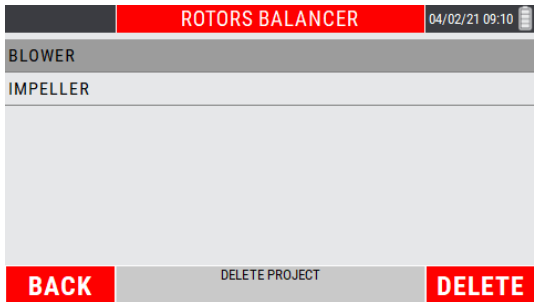 ROTORS BALANCER
04/02/21 09:10
BLOWER
IMPELLER
BACK
DELETE PROJECT
DELETE